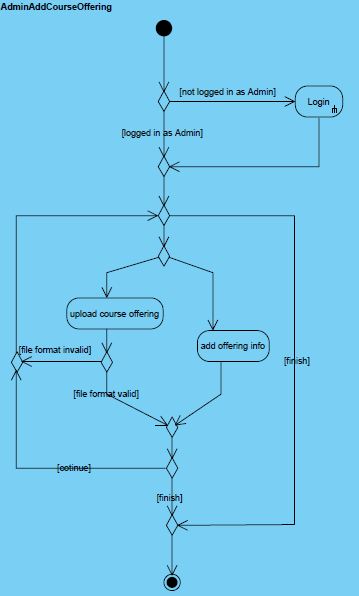 AdminAddCourseOffering
[not logged in as Admin]
Login
[logged in as Admin]
upload course offering
add offering info
[file format invalid]
[finish]
[file format valid]
[cotinue]
[finish]